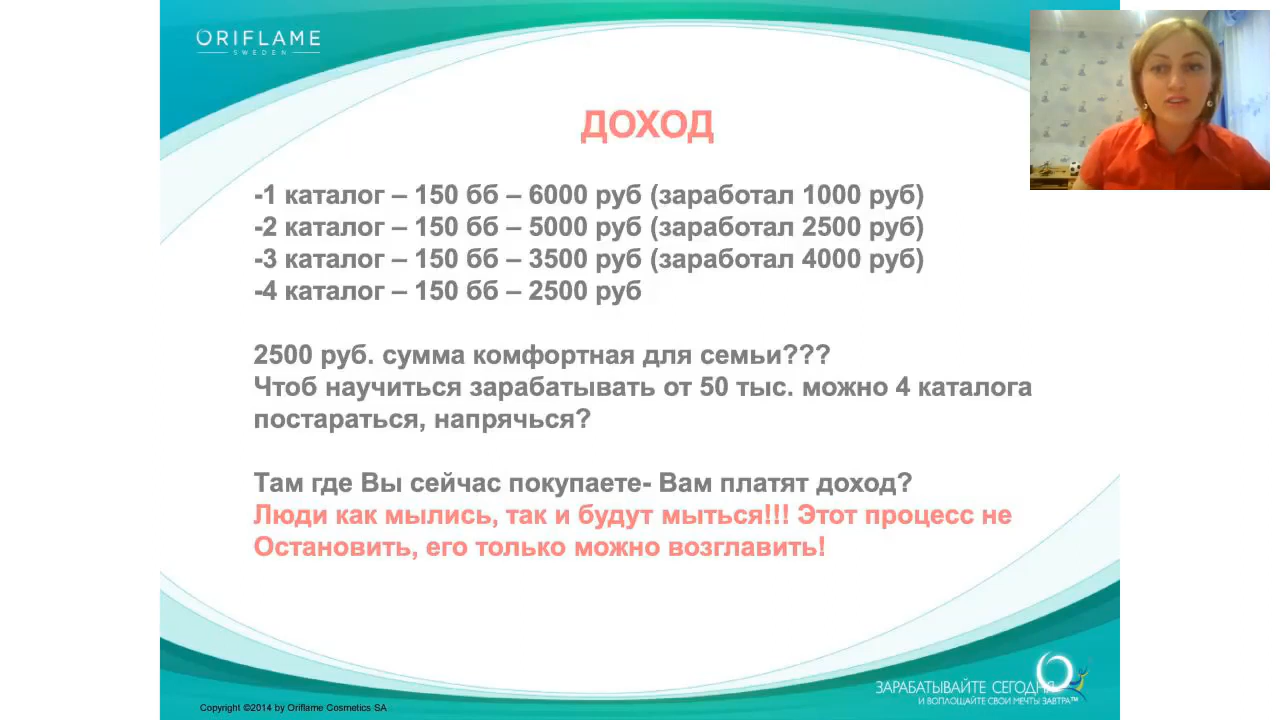 ORIFLAME
SWEDEN
ДОХОД
-1 каталог – 150 бб – 6000 руб (заработал 1000 руб)
-2 каталог – 150 бб – 5000 руб (заработал 2500 руб)
-3 каталог – 150 бб – 3500 руб (заработал 4000 руб)
-4 каталог – 150 бб – 2500 руб
2500 руб. сумма комфортная для семьи???
Чтоб научиться зарабатывать от 50 тыс. можно 4 каталога
постараться, напрячься?
Там где Вы сейчас покупаете- Вам платят доход?
Люди как мылись, так и будут мыться!!! Этот процесс не
Остановить, его только можно возглавить!
ЗАРАБАТЫВАЙТЕ СЕГОДНЯ
И ВОПЛОЩАЙТЕ СВОИ МЕЧТЫ ЗАВТРА™
Copyright ©2014 by Oriflame Cosmetics SA